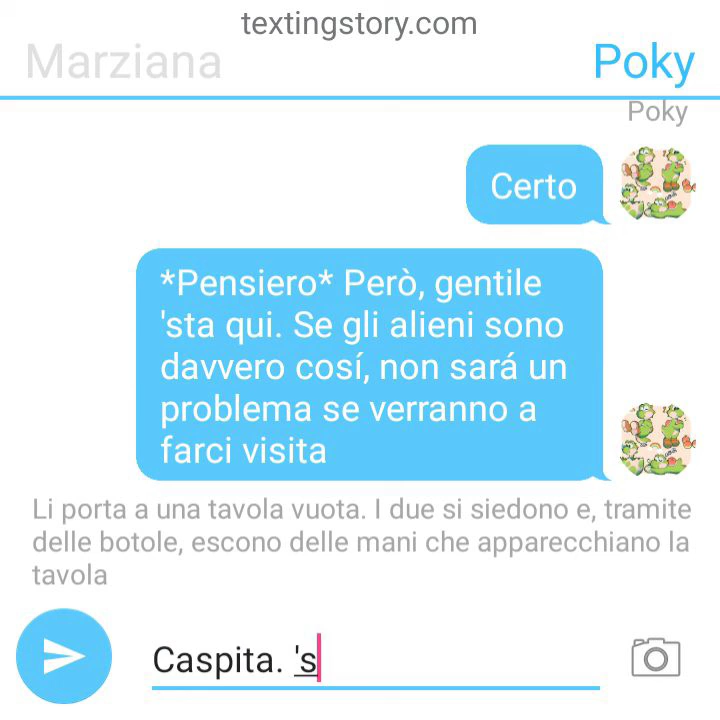 textingstory.com
Marziana
Poky
Poky
Certo
*Pensiero* Però, gentile
'sta qui. Se gli alieni sono
davvero cosí, non sará un
problema se verranno a
farci visita
Li porta a una tavola vuota. I due si siedono e, tramite
delle botole, escono delle mani che apparecchiano la
tavola
Caspita. 's